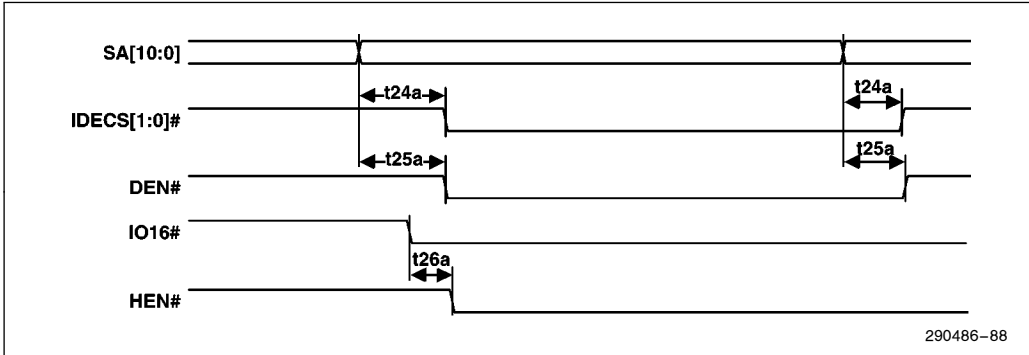 SA[10:0]
t24a
t24a
IDECS[1:0]#
t25a
t25a
DEN#
IO16#
t26a
HEN#
290486–88